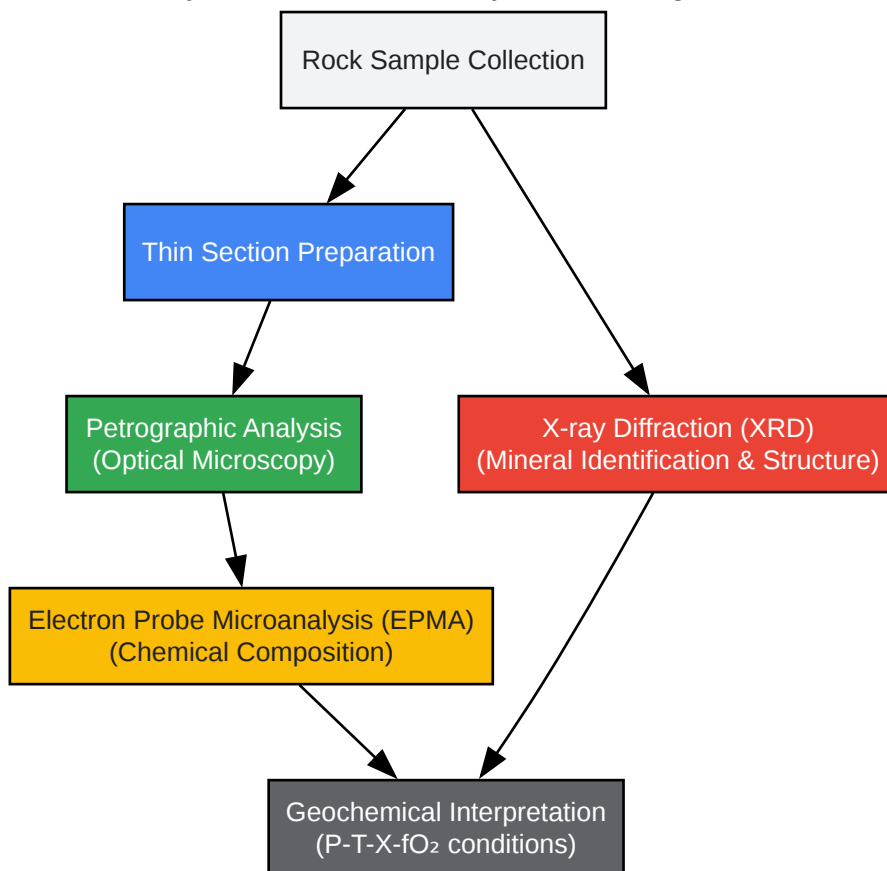 Rock Sample Collection
Thin Section Preparation
Petrographic Analysis
(Optical Microscopy)
X-ray Diffraction (XRD)
(Mineral Identification & Structure)
Electron Probe Microanalysis (EPMA)
(Chemical Composition)
Geochemical Interpretation
(P-T-X-fO₂ conditions)